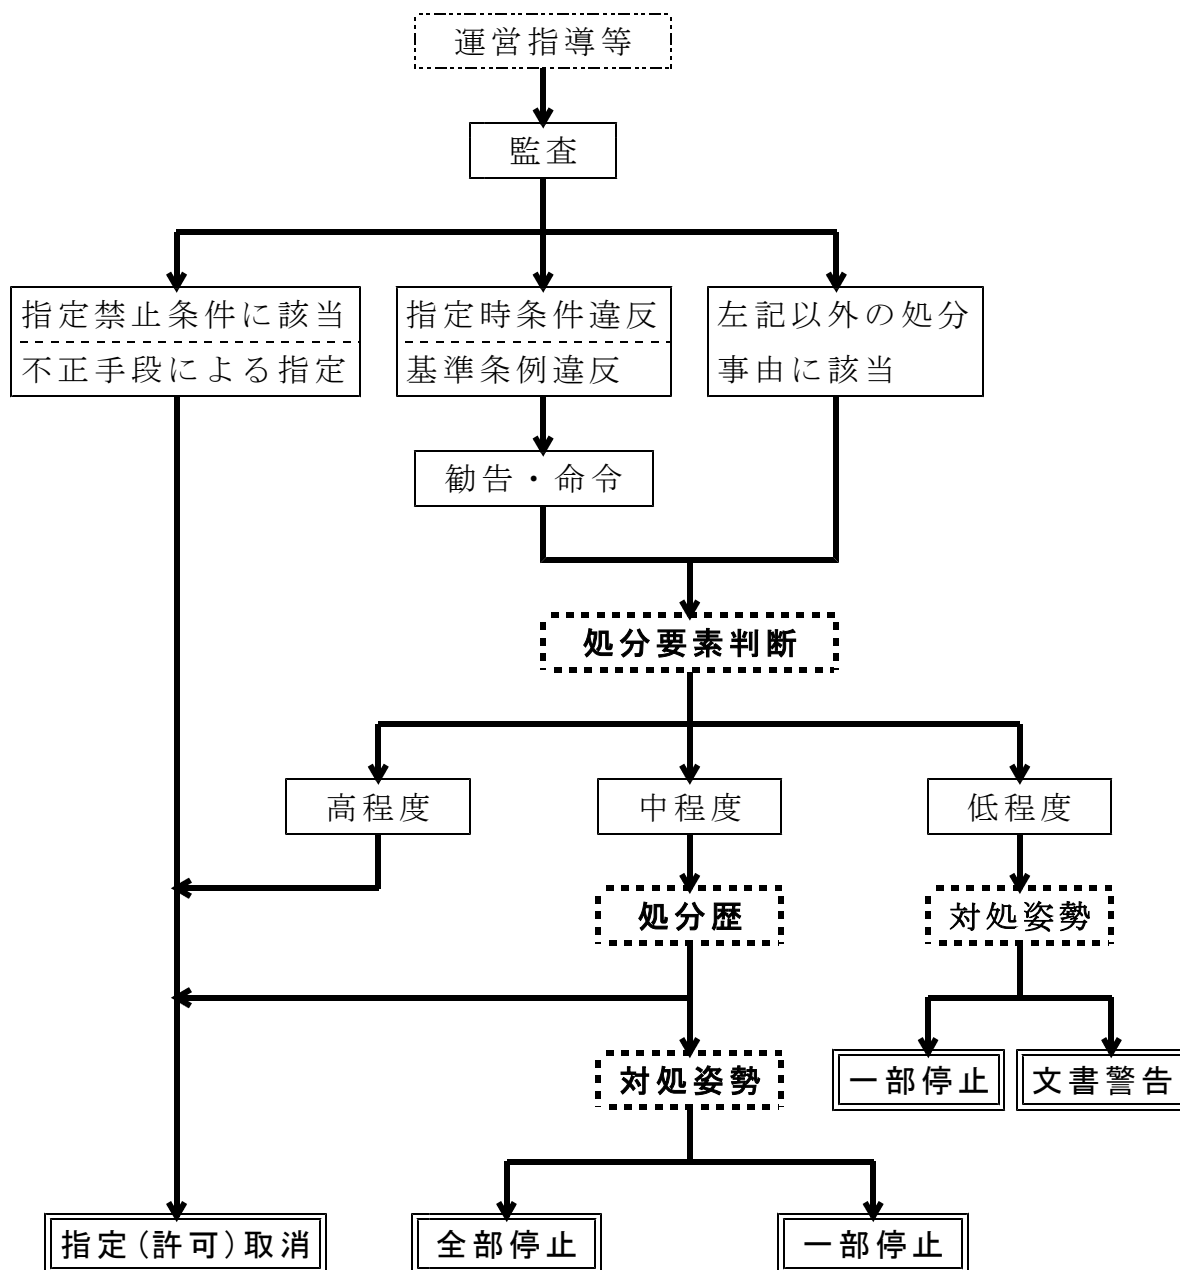 運営指導等
監査
指定禁止条件に該当
不正手段による指定
指定時条件違反
基準条例違反
左記以外の処分
事由に該当
勧告・命令
処分要素判断
高程度
中程度
低程度
処分歴
対処姿勢
対処姿勢
一部停止
文書警告
指定(許可)取消
全部停止
一部停止